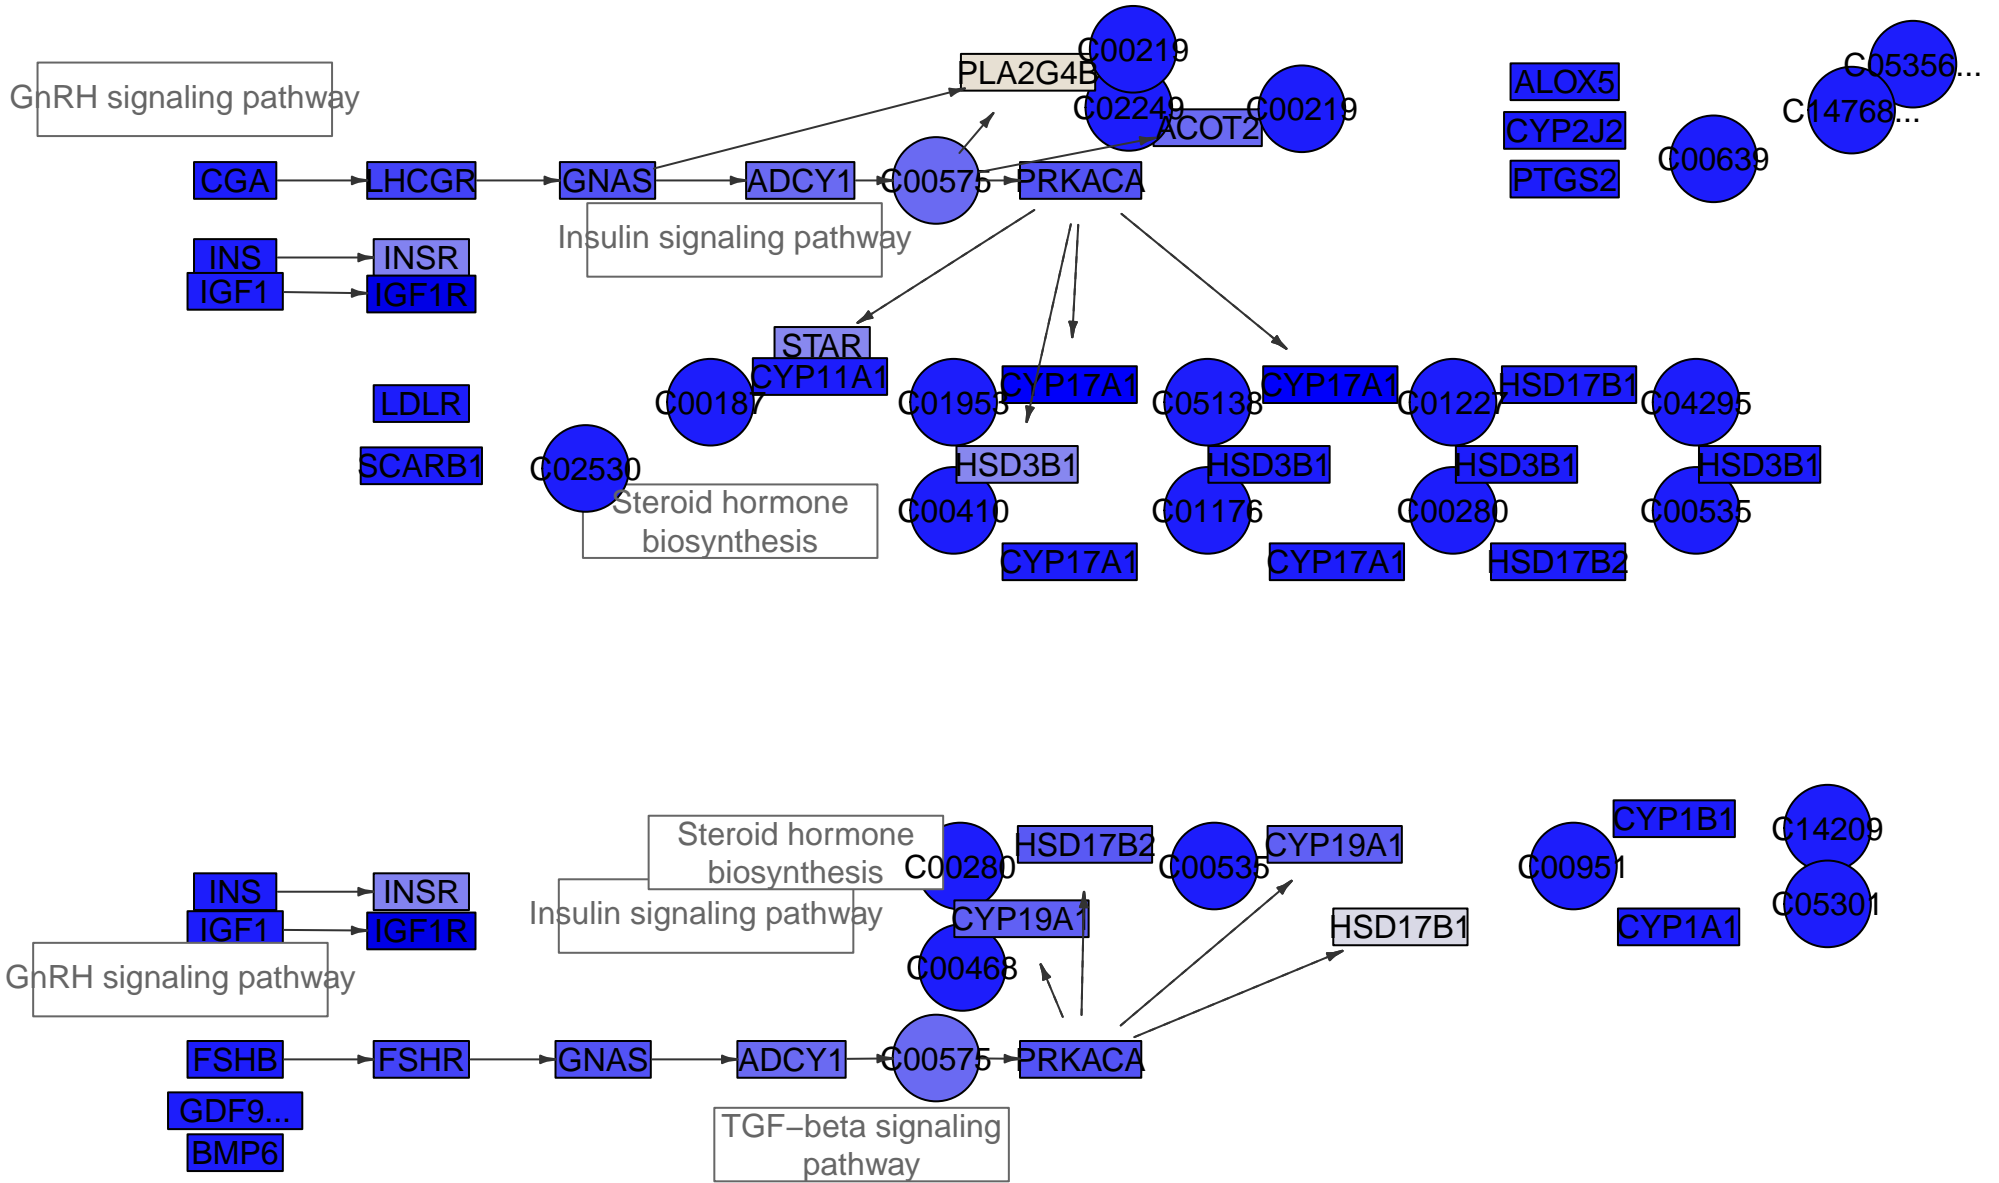 C00219
C05356...
PLA2G4B
ALOX5
GnRH signaling pathway
C02249
C00219
C14768...
ACOT2
CYP2J2
C00639
CGA
LHCGR
GNAS
ADCY1
C00575
PRKACA
PTGS2
Insulin signaling pathway
INS
INSR
IGF1
IGF1R
STAR
CYP11A1
CYP17A1
CYP17A1
HSD17B1
LDLR
C00187
C01953
C05138
C01227
C04295
SCARB1
C02530
HSD3B1
HSD3B1
HSD3B1
HSD3B1
Steroid hormone
biosynthesis
C00410
C01176
C00280
C00535
CYP17A1
CYP17A1
HSD17B2
Steroid hormone
biosynthesis
HSD17B2
CYP19A1
CYP1B1
C14209
C00280
C00535
C00951
INS
INSR
Insulin signaling pathway
CYP19A1
HSD17B1
CYP1A1
C05301
IGF1
IGF1R
GnRH signaling pathway
C00468
FSHB
FSHR
GNAS
ADCY1
C00575
PRKACA
GDF9...
BMP6
TGF−beta signaling
pathway